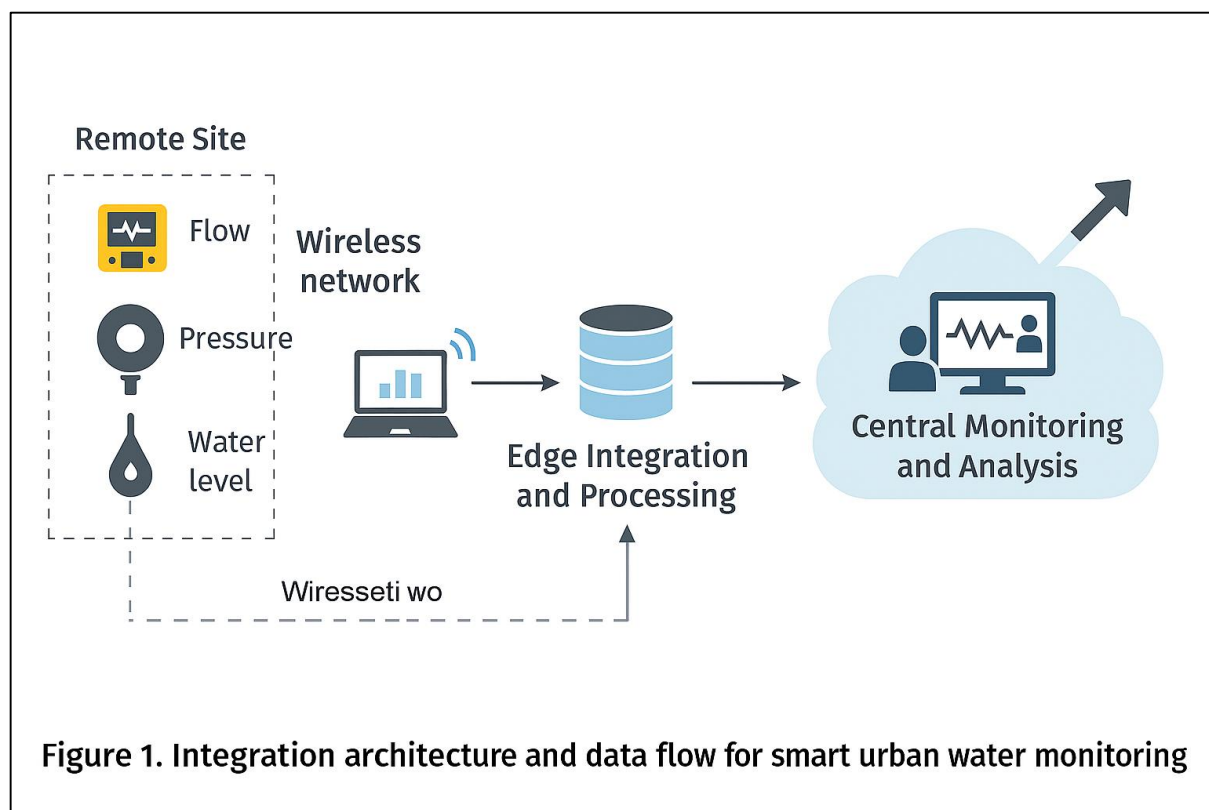 Remote Site
Flow
Pressure
Water
level
Wireless
network
Edge Integration
and Processing
Central Monitoring
and Analysis
Wiresseti wo
Figure 1. Integration architecture and data flow for smart urban water monitoring